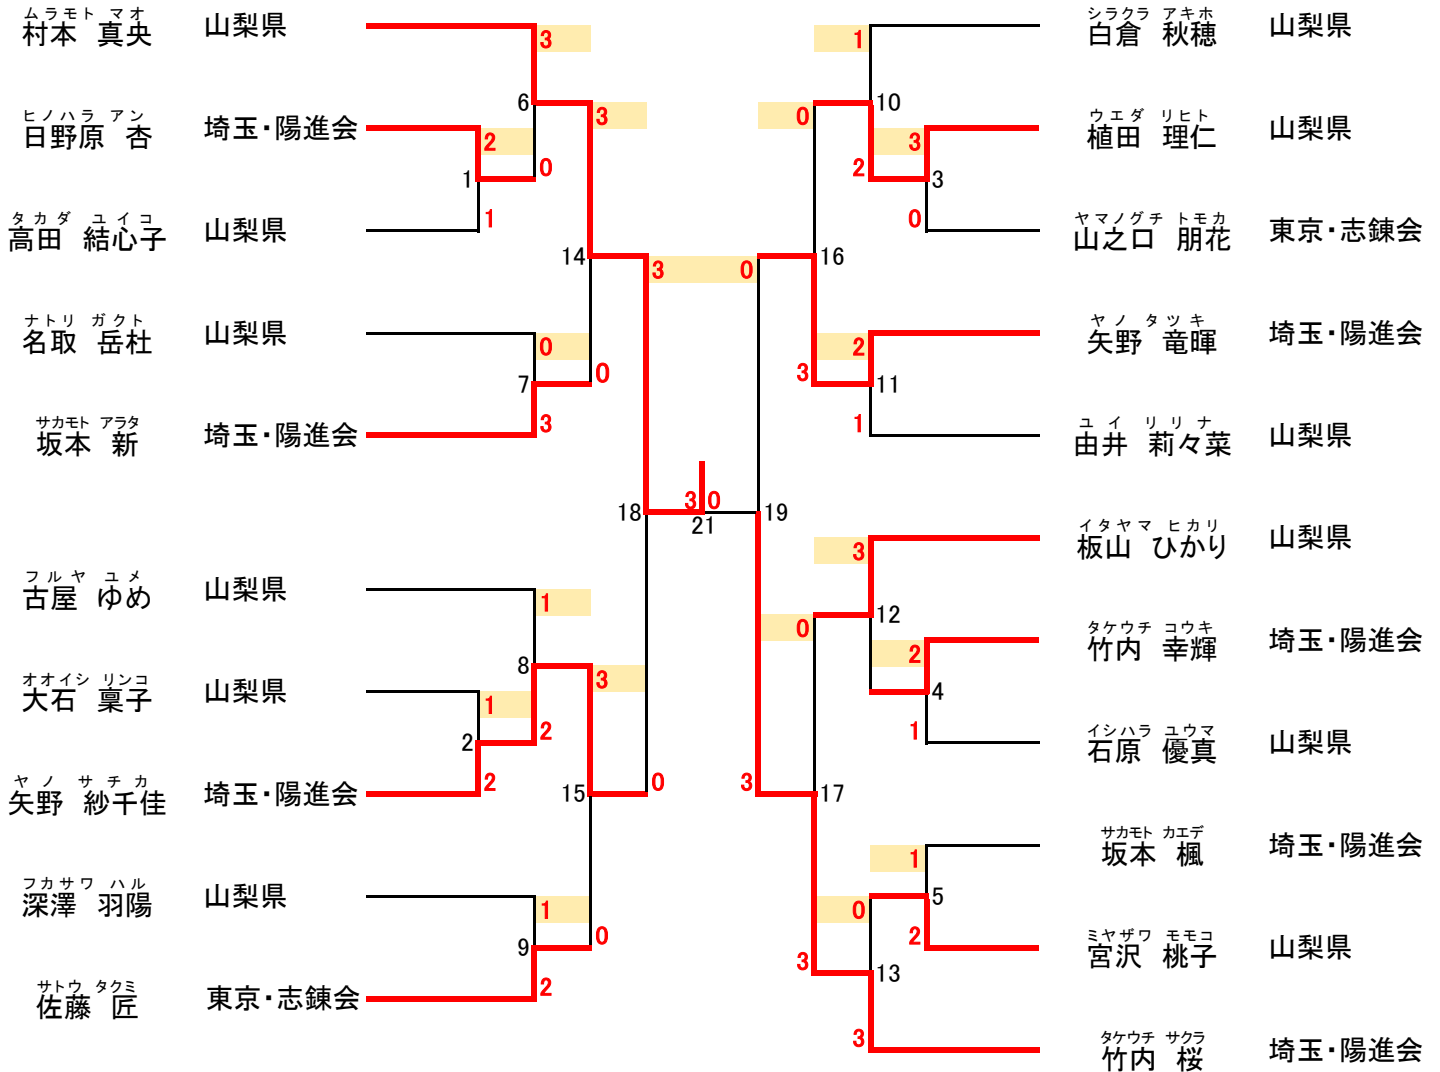 ムラモト マオ
村本 真央 山梨県
ヒノハラ アン
日野原 杏 埼玉・陽進会
タカダ ユイコ
高田 結心子 山梨県
ナトリ ガクト
名取 岳杜 山梨県
サカモト アラタ
坂本 新 埼玉・陽進会
フルヤ ユメ
古屋 ゆめ 山梨県
オオイシ リンコ
大石 稟子 山梨県
ヤノ サチカ
矢野 紗千佳 埼玉・陽進会
フカサワ ハル
深澤 羽陽 山梨県
サトウ タクミ
佐藤 匠 東京・志錬会
3
6
3
2
0
1
1
14
3
0
0
7
3
18
1
8
3
1
2
2
2
0
15
1
0
9
2
3 0
21
1
0
10
3
2
3
0
0
16
2
3
11
1
19
3
0
12
2
4
1
3
17
1
5
0
2
3
13
3
シラクラ アキホ
白倉 秋穂 山梨県
ウエダ リヒト
植田 理仁 山梨県
ヤマノグチ トモカ
山之口 朋花 東京・志錬会
ヤノ タツキ
矢野 竜暉 埼玉・陽進会
ユイ リリナ
由井 莉々菜 山梨県
イタヤマ ヒカリ
板山 ひかり 山梨県
タケウチ コウキ
竹内 幸輝 埼玉・陽進会
イシハラ ユウマ
石原 優真 山梨県
サカモト カエデ
坂本 楓 埼玉・陽進会
ミヤザワ モモコ
宮沢 桃子 山梨県
タケウチ サクラ
竹内 桜 埼玉・陽進会